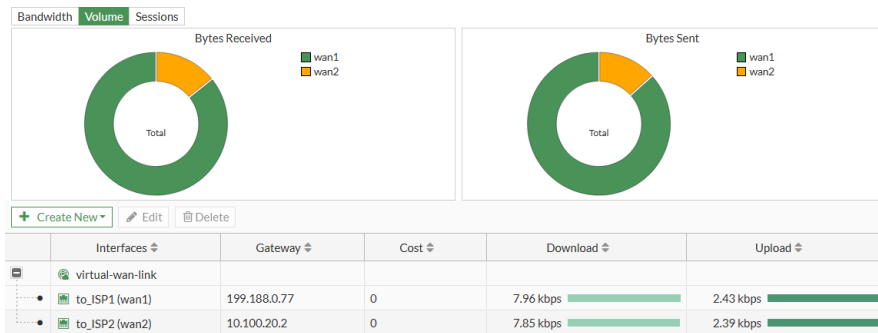 Bandwidth Volume Sessions
Bytes Received
wan1
wan2
Total
Bytes Sent
wan1
wan2
Total
Create New Edit Delete
Interfaces Gateway Cost Download Upload
virtual-wan-link
to_ISP1 (wan1) 199.188.0.77 0 7.96 kbps 2.43 kbps
to_ISP2 (wan2) 10.100.20.2 0 7.85 kbps 2.39 kbps